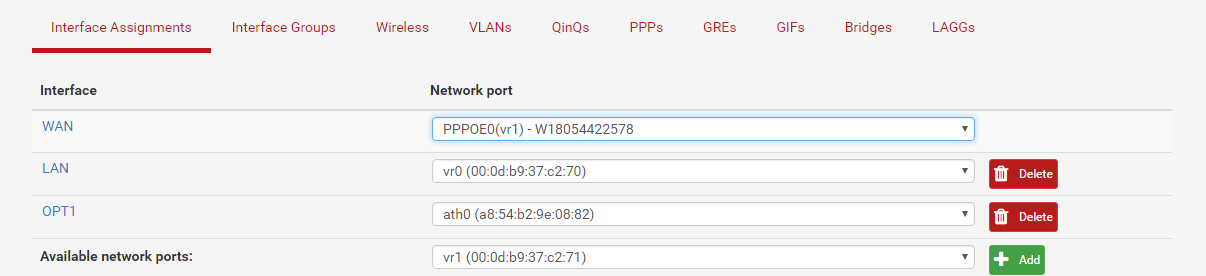 Interface Assignments Interface Groups Wireless VLANs QinQs PPPs GREs GIFs Bridges LAGGs
Interface Network port
WAN PPPOE0(vr1) - W18054422578
LAN vr0 (00:0d:b9:37:c2:70) Delete
OPT1 ath0 (a8:54:b2:9e:08:82) Delete
Available network ports: vr1 (00:0d:b9:37:c2:71) Add